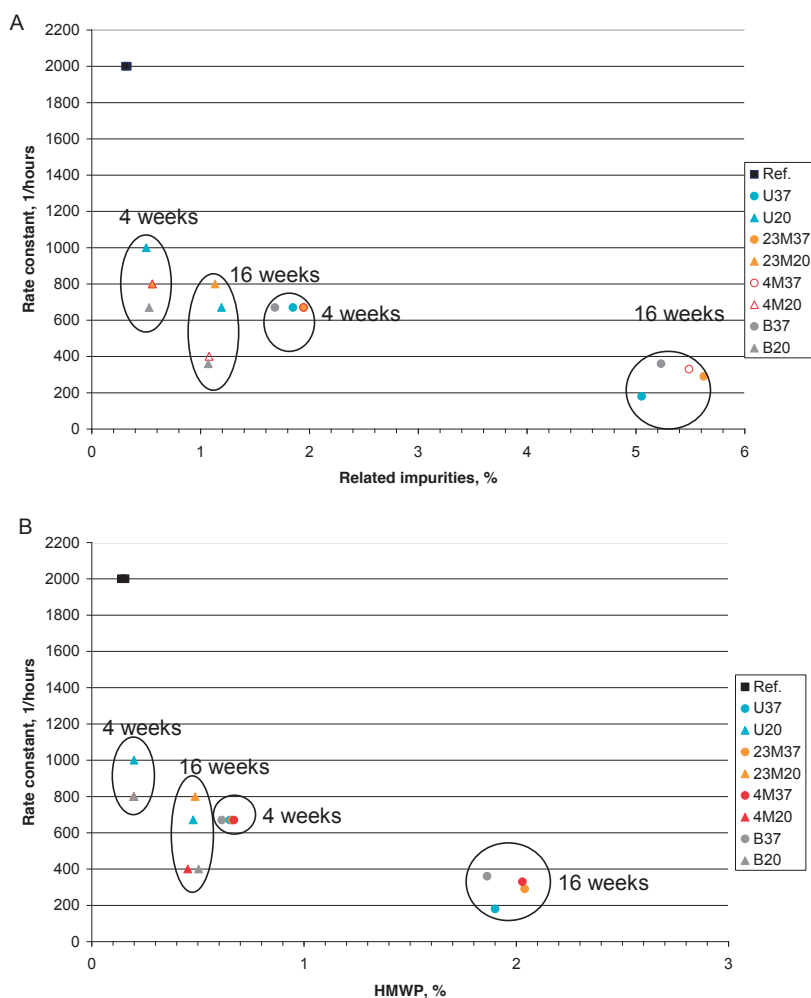 A
2200
2000
1800
1600
1400
1200
1000
800
600
400
200
0
Rate constant, 1/hours
4 weeks
16 weeks
4 weeks
16 weeks
0 1 2 3 4 5 6
Related impurities, %
Ref.
U37
U20
23M37
23M20
4M37
4M20
B37
B20
B
2200
2000
1800
1600
1400
1200
1000
800
600
400
200
0
Rate constant, 1/hours
4 weeks
16 weeks
4 weeks
16 weeks
0 1 2 3
HMWP, %
Ref.
U37
U20
23M37
23M20
4M37
4M20
B37
B20